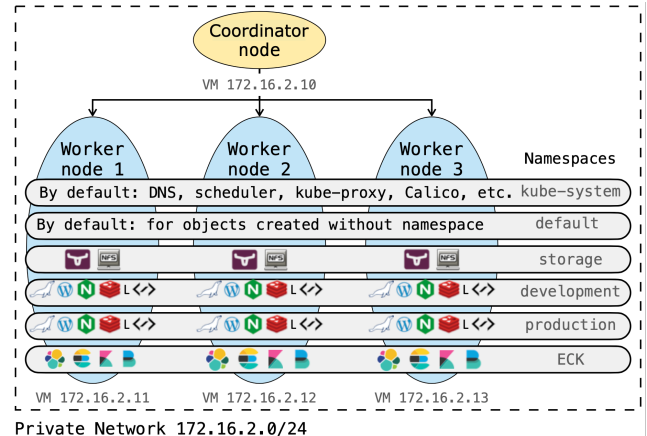 Coordinator
node
VM 172.16.2.10
Worker
node 1
Worker
node 2
Worker
node 3
Namespaces
By default: DNS, scheduler, kube-proxy, Calico, etc. kube-system
By default: for objects created without namespace default
NFS NFS NFS storage
W N L W N L W N L development
W N L W N L W N L production
ECK
VM 172.16.2.11 VM 172.16.2.12 VM 172.16.2.13
Private Network 172.16.2.0/24